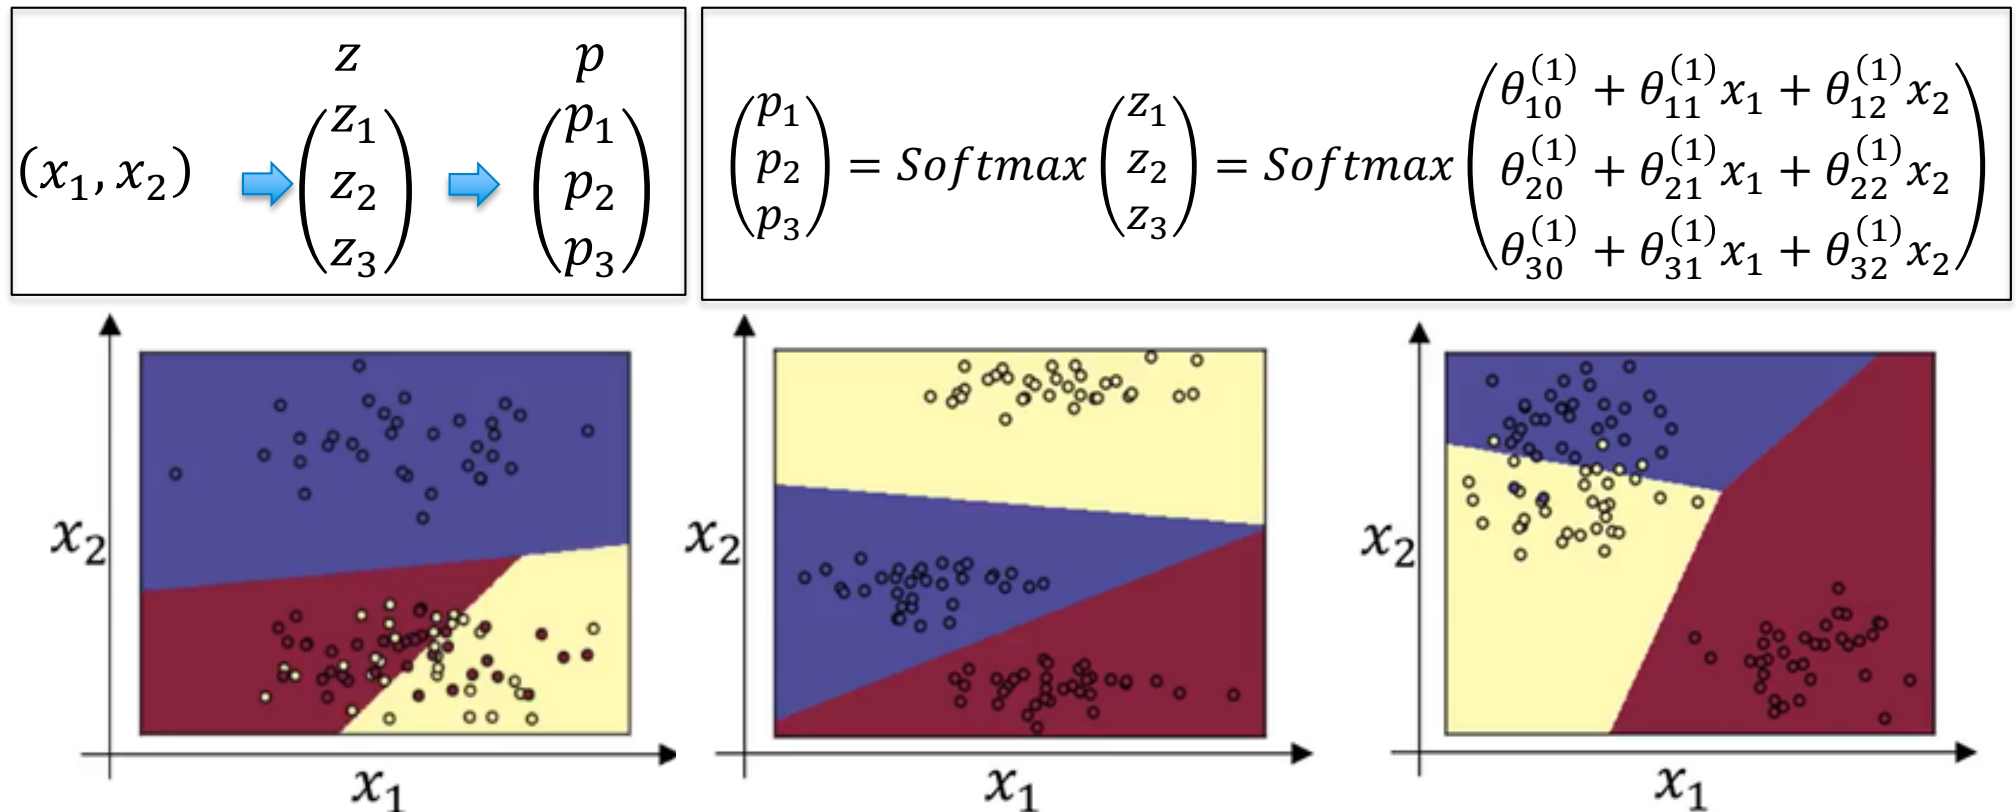 z p
(x₁, x₂) ➡ (z₁ z₂ z₃) ➡ (p₁ p₂ p₃)
(p₁ p₂ p₃) = Softmax (z₁ z₂ z₃) = Softmax (θ₁₀⁽¹⁾ + θ₁₁⁽¹⁾x₁ + θ₁₂⁽¹⁾x₂
θ₂₀⁽¹⁾ + θ₂₁⁽¹⁾x₁ + θ₂₂⁽¹⁾x₂
θ₃₀⁽¹⁾ + θ₃₁⁽¹⁾x₁ + θ₃₂⁽¹⁾x₂)
x₂
x₁
x₂
x₁
x₂
x₁